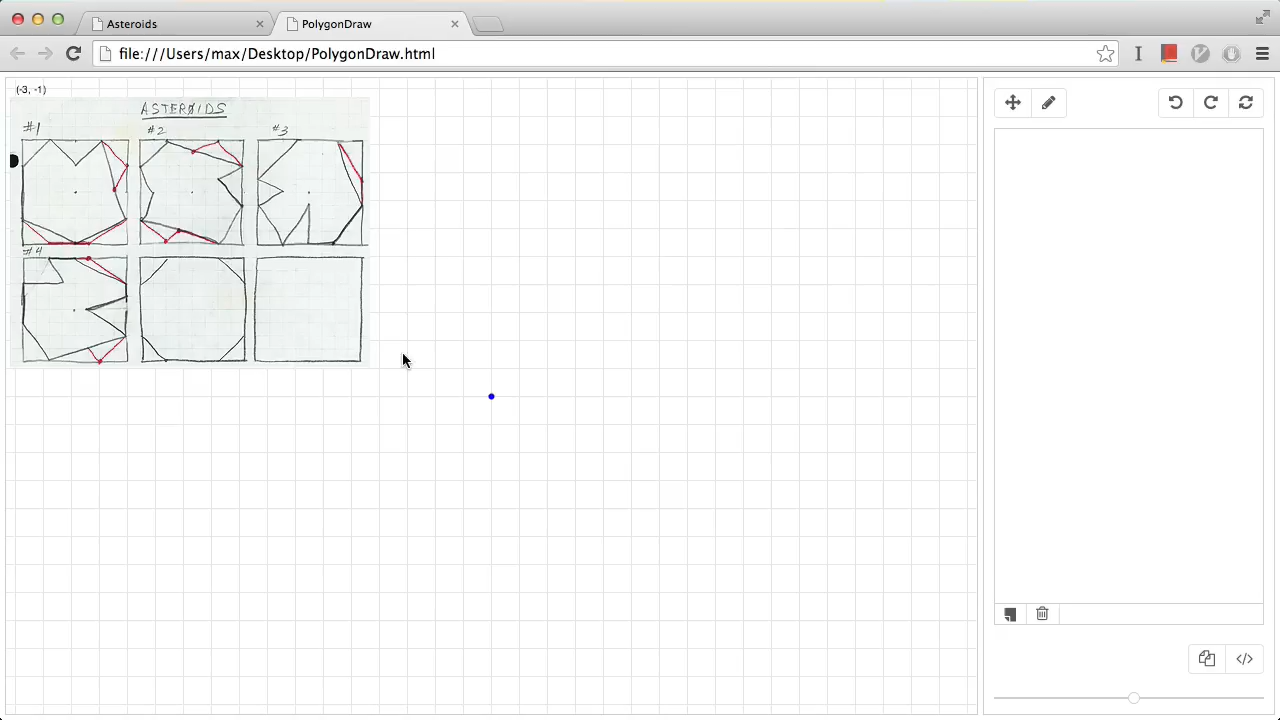 Asteroids
PolygonDraw
file:///Users/max/Desktop/PolygonDraw.html
(-3, -1)
ASTERØIDS
#1
#2
#3
#4